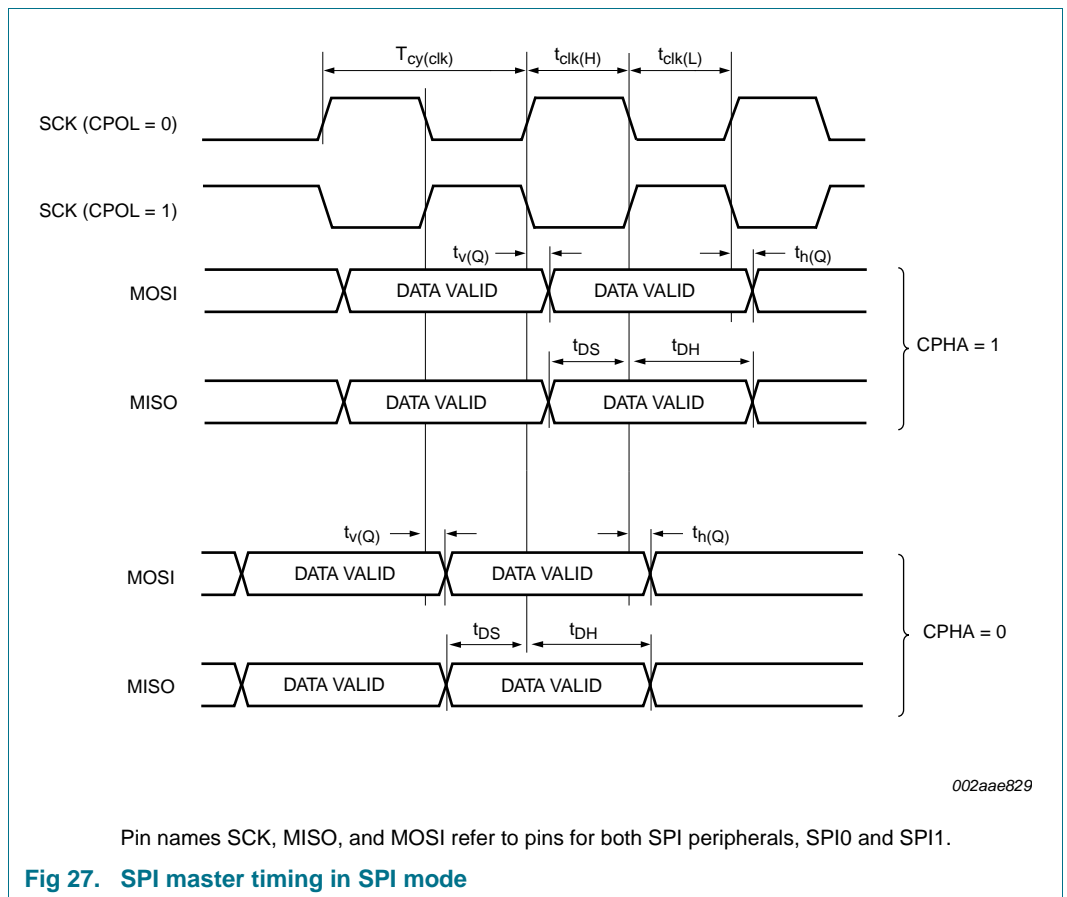 Tcy(clk) tclk(H) tclk(L)
SCK (CPOL = 0)
SCK (CPOL = 1)
tv(Q) th(Q)
MOSI DATA VALID DATA VALID
tDS tDH
CPHA = 1
MISO DATA VALID DATA VALID
tv(Q) th(Q)
MOSI DATA VALID DATA VALID
tDS tDH
CPHA = 0
MISO DATA VALID DATA VALID
002aae829
Pin names SCK, MISO, and MOSI refer to pins for both SPI peripherals, SPI0 and SPI1.
Fig 27. SPI master timing in SPI mode